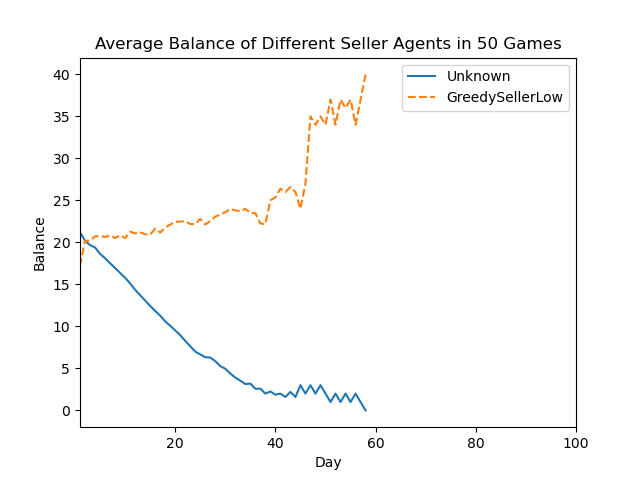 Average Balance of Different Seller Agents in 50 Games
Unknown
GreedySellerLow
Balance
40
35
30
25
20
15
10
5
0
20 40 60 80 100
Day